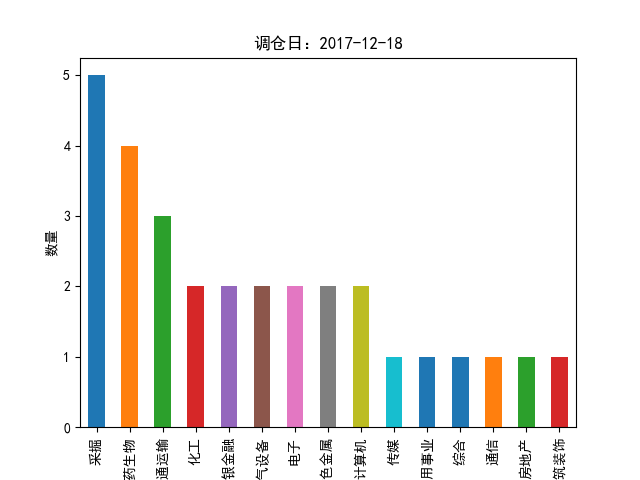 调仓日：2017-12-18
数量
5
4
3
2
1
0
采掘
药生物
通运输
化工
银金融
气设备
电子
色金属
计算机
传媒
用事业
综合
通信
房地产
筑装饰